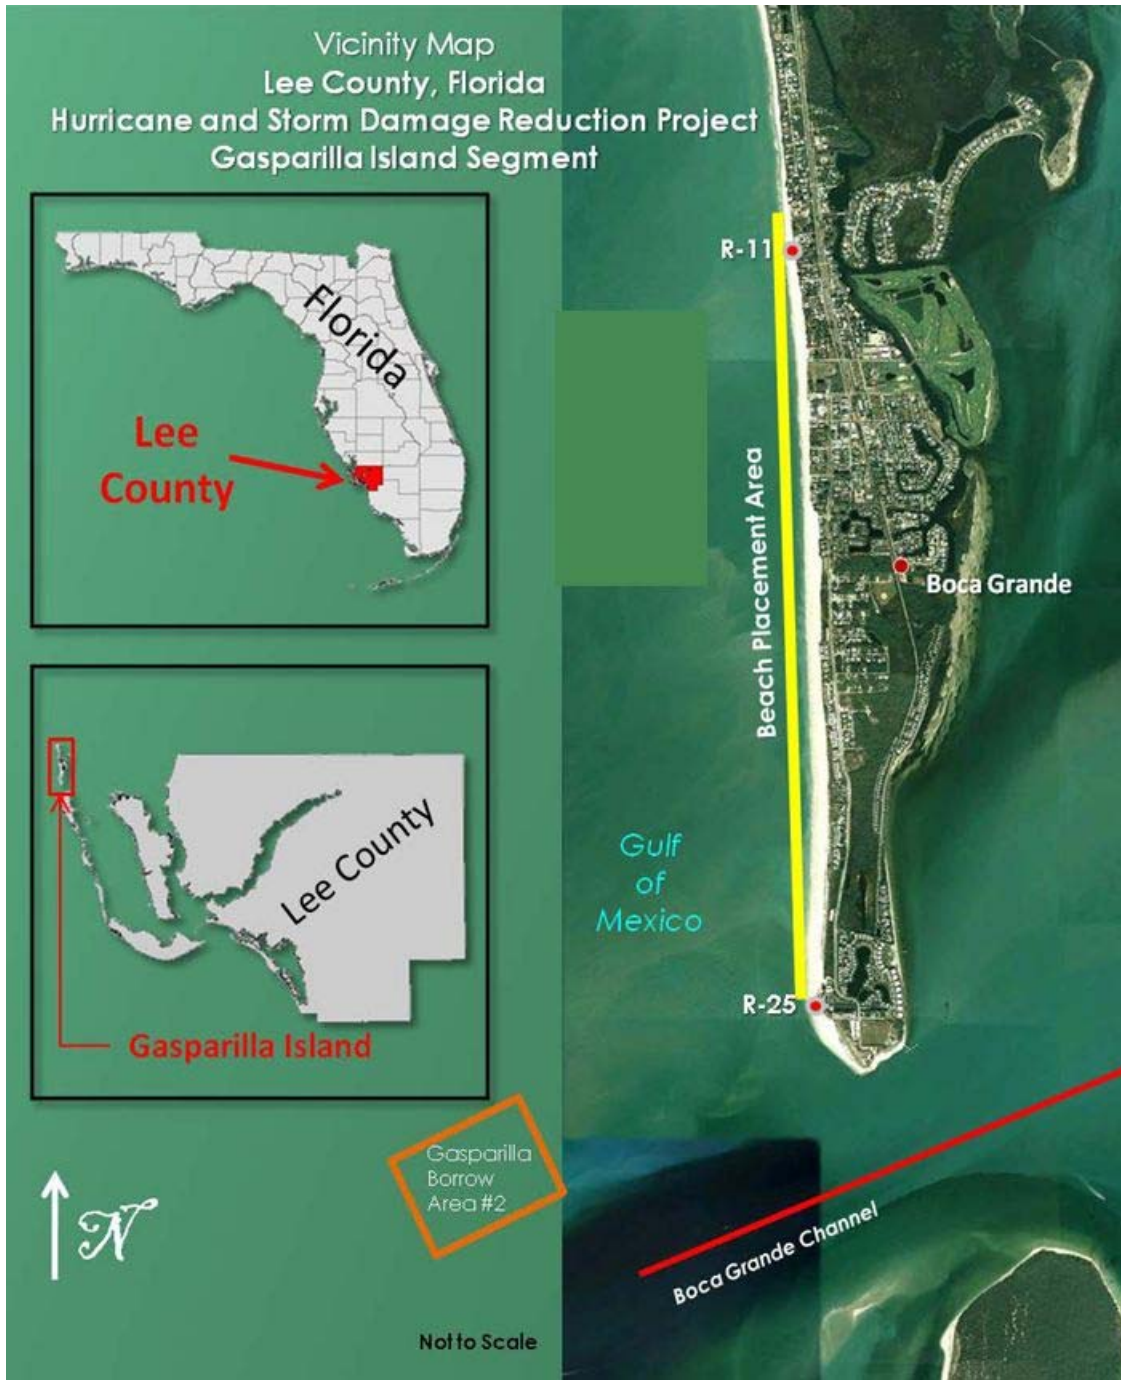 Vicinity Map
Lee County, Florida
Hurricane and Storm Damage Reduction Project
Gasparilla Island Segment
Florida
Lee
County
Lee County
Gasparilla Island
Gasparilla
Borrow
Area #2
N
Not to Scale
R-11
Beach Placement Area
Boca Grande
Gulf
of
Mexico
R-25
Boca Grande Channel